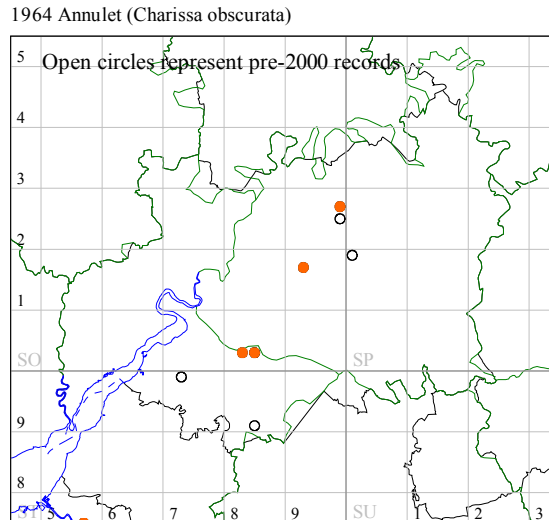 1964 Annulet (Charissa obscurata)
Open circles represent pre-2000 records
5
4
3
2
1
SO SP
9
8
ST 5 6 7 8 9 SU 1 2 3